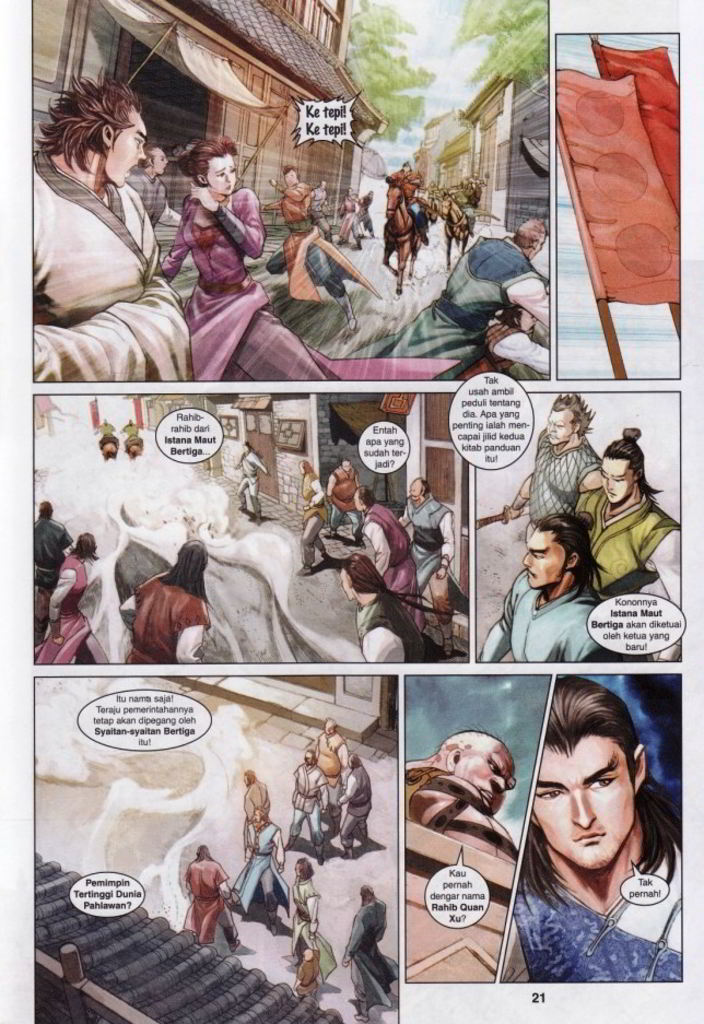 Ke tepi!
Ke tepi!
Rahib-
rahib dari
Istana Maut
Bertiga...
Entah
apa yang
sudah ter-
jadi?
Tak
usah ambil
peduli tentang
dia. Apa yang
penting ialah men-
capai jilid kedua
kitab panduan
itu!
Kononnya
Istana Maut
Bertiga akan diketuai
oleh ketua yang
baru!
Itu nama saja!
Teraju pemerintahannya
tetap akan dipegang oleh
Syaitan-syaitan Bertiga
itu!
Pemimpin
Tertinggi Dunia
Pahlawan?
Kau
pernah
dengar nama
Rahib Quan
Xu?
Tak
pernah!
21